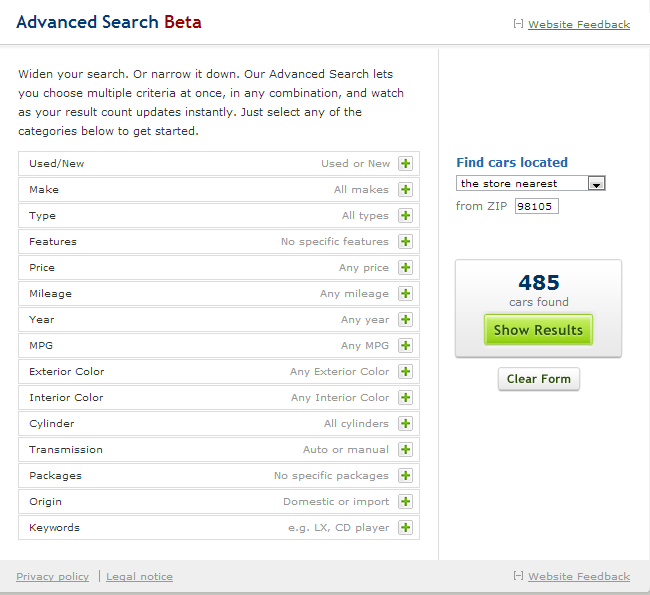 Advanced Search Beta
[–] Website Feedback
Widen your search. Or narrow it down. Our Advanced Search lets
you choose multiple criteria at once, in any combination, and watch
as your result count updates instantly. Just select any of the
categories below to get started.
Used/New Used or New
Make All makes
Type All types
Features No specific features
Price Any price
Mileage Any mileage
Year Any year
MPG Any MPG
Exterior Color Any Exterior Color
Interior Color Any Interior Color
Cylinder All cylinders
Transmission Auto or manual
Packages No specific packages
Origin Domestic or import
Keywords e.g. LX, CD player
Find cars located
the store nearest
from ZIP 98105
485
cars found
Show Results
Clear Form
Privacy policy | Legal notice
[–] Website Feedback